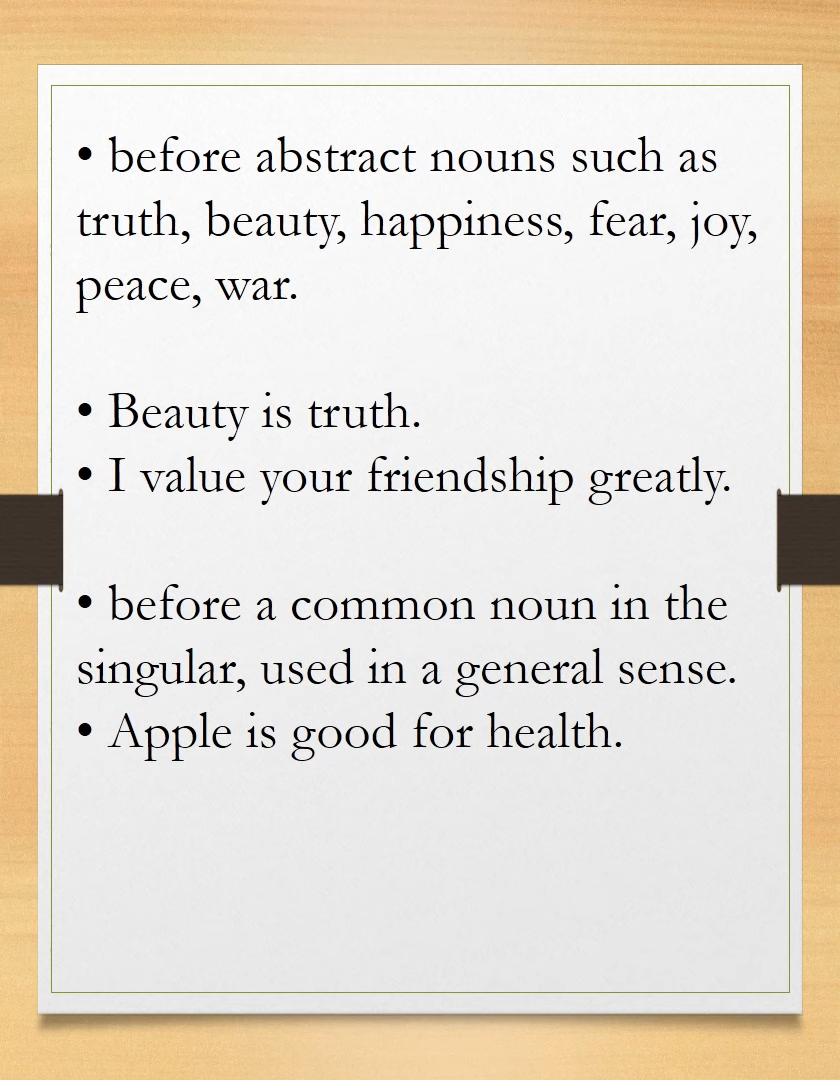 • before abstract nouns such as
truth, beauty, happiness, fear, joy,
peace, war.
• Beauty is truth.
• I value your friendship greatly.
• before a common noun in the
singular, used in a general sense.
• Apple is good for health.